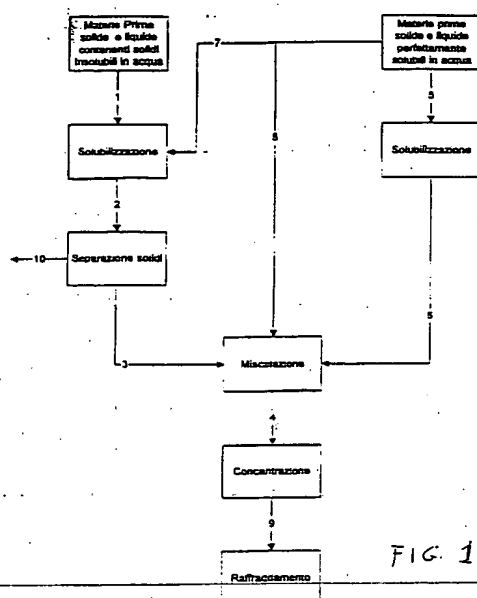 Materie Prime
solide e liquide
contenenti solidi
insolubili in acqua
Materie prime
solide e liquide
perfettamente
solubili in acqua
7
1
8
5
Solubilizzazione
Solubilizzazione
2
10
Separazione solidi
6
3
Miscelazione
4
Concentrazione
9
FIG. 1
Raffreddamento